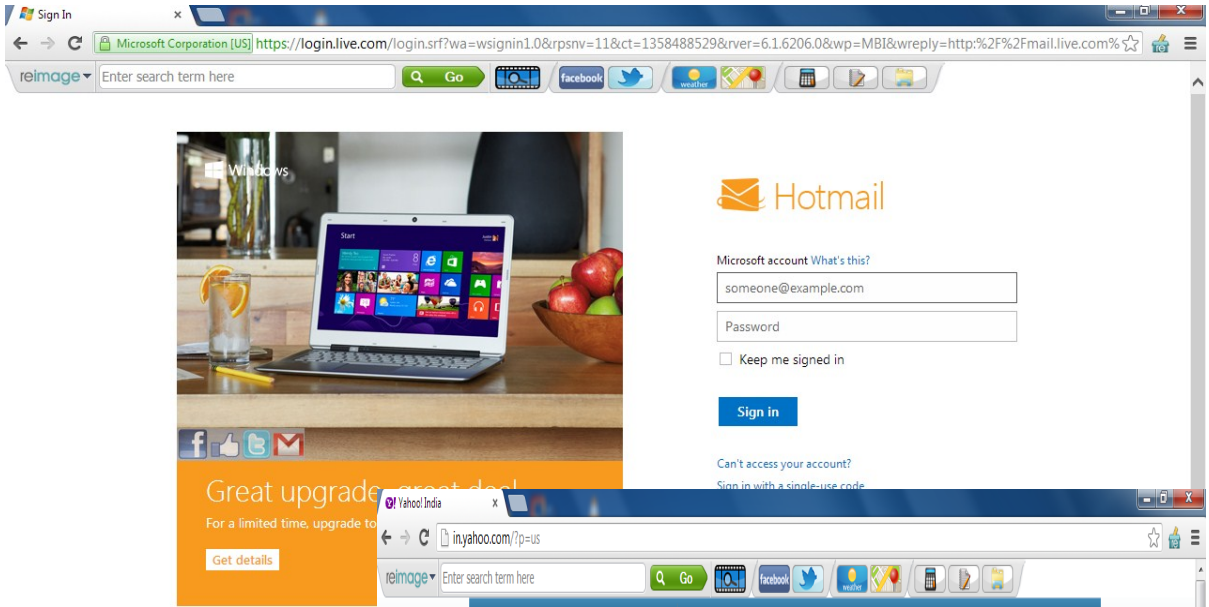 Sign In
Microsoft Corporation [US] https://login.live.com/login.srf?wa=wsignin1.0&rpsnv=11&ct=1358488529&rver=6.1.6206.0&wp=MBI&wreply=http:%2F%2Fmail.live.com%
reimage Enter search term here Go facebook weather
Windows
Start
Hotmail
Microsoft account What's this?
someone@example.com
Password
Keep me signed in
Sign in
Can't access your account?
Sign in with a single-use code
Great upgrade, great deal
For a limited time, upgrade to
Get details
Yahoo! India
in.yahoo.com/?p=us
reimage Enter search term here Go facebook weather